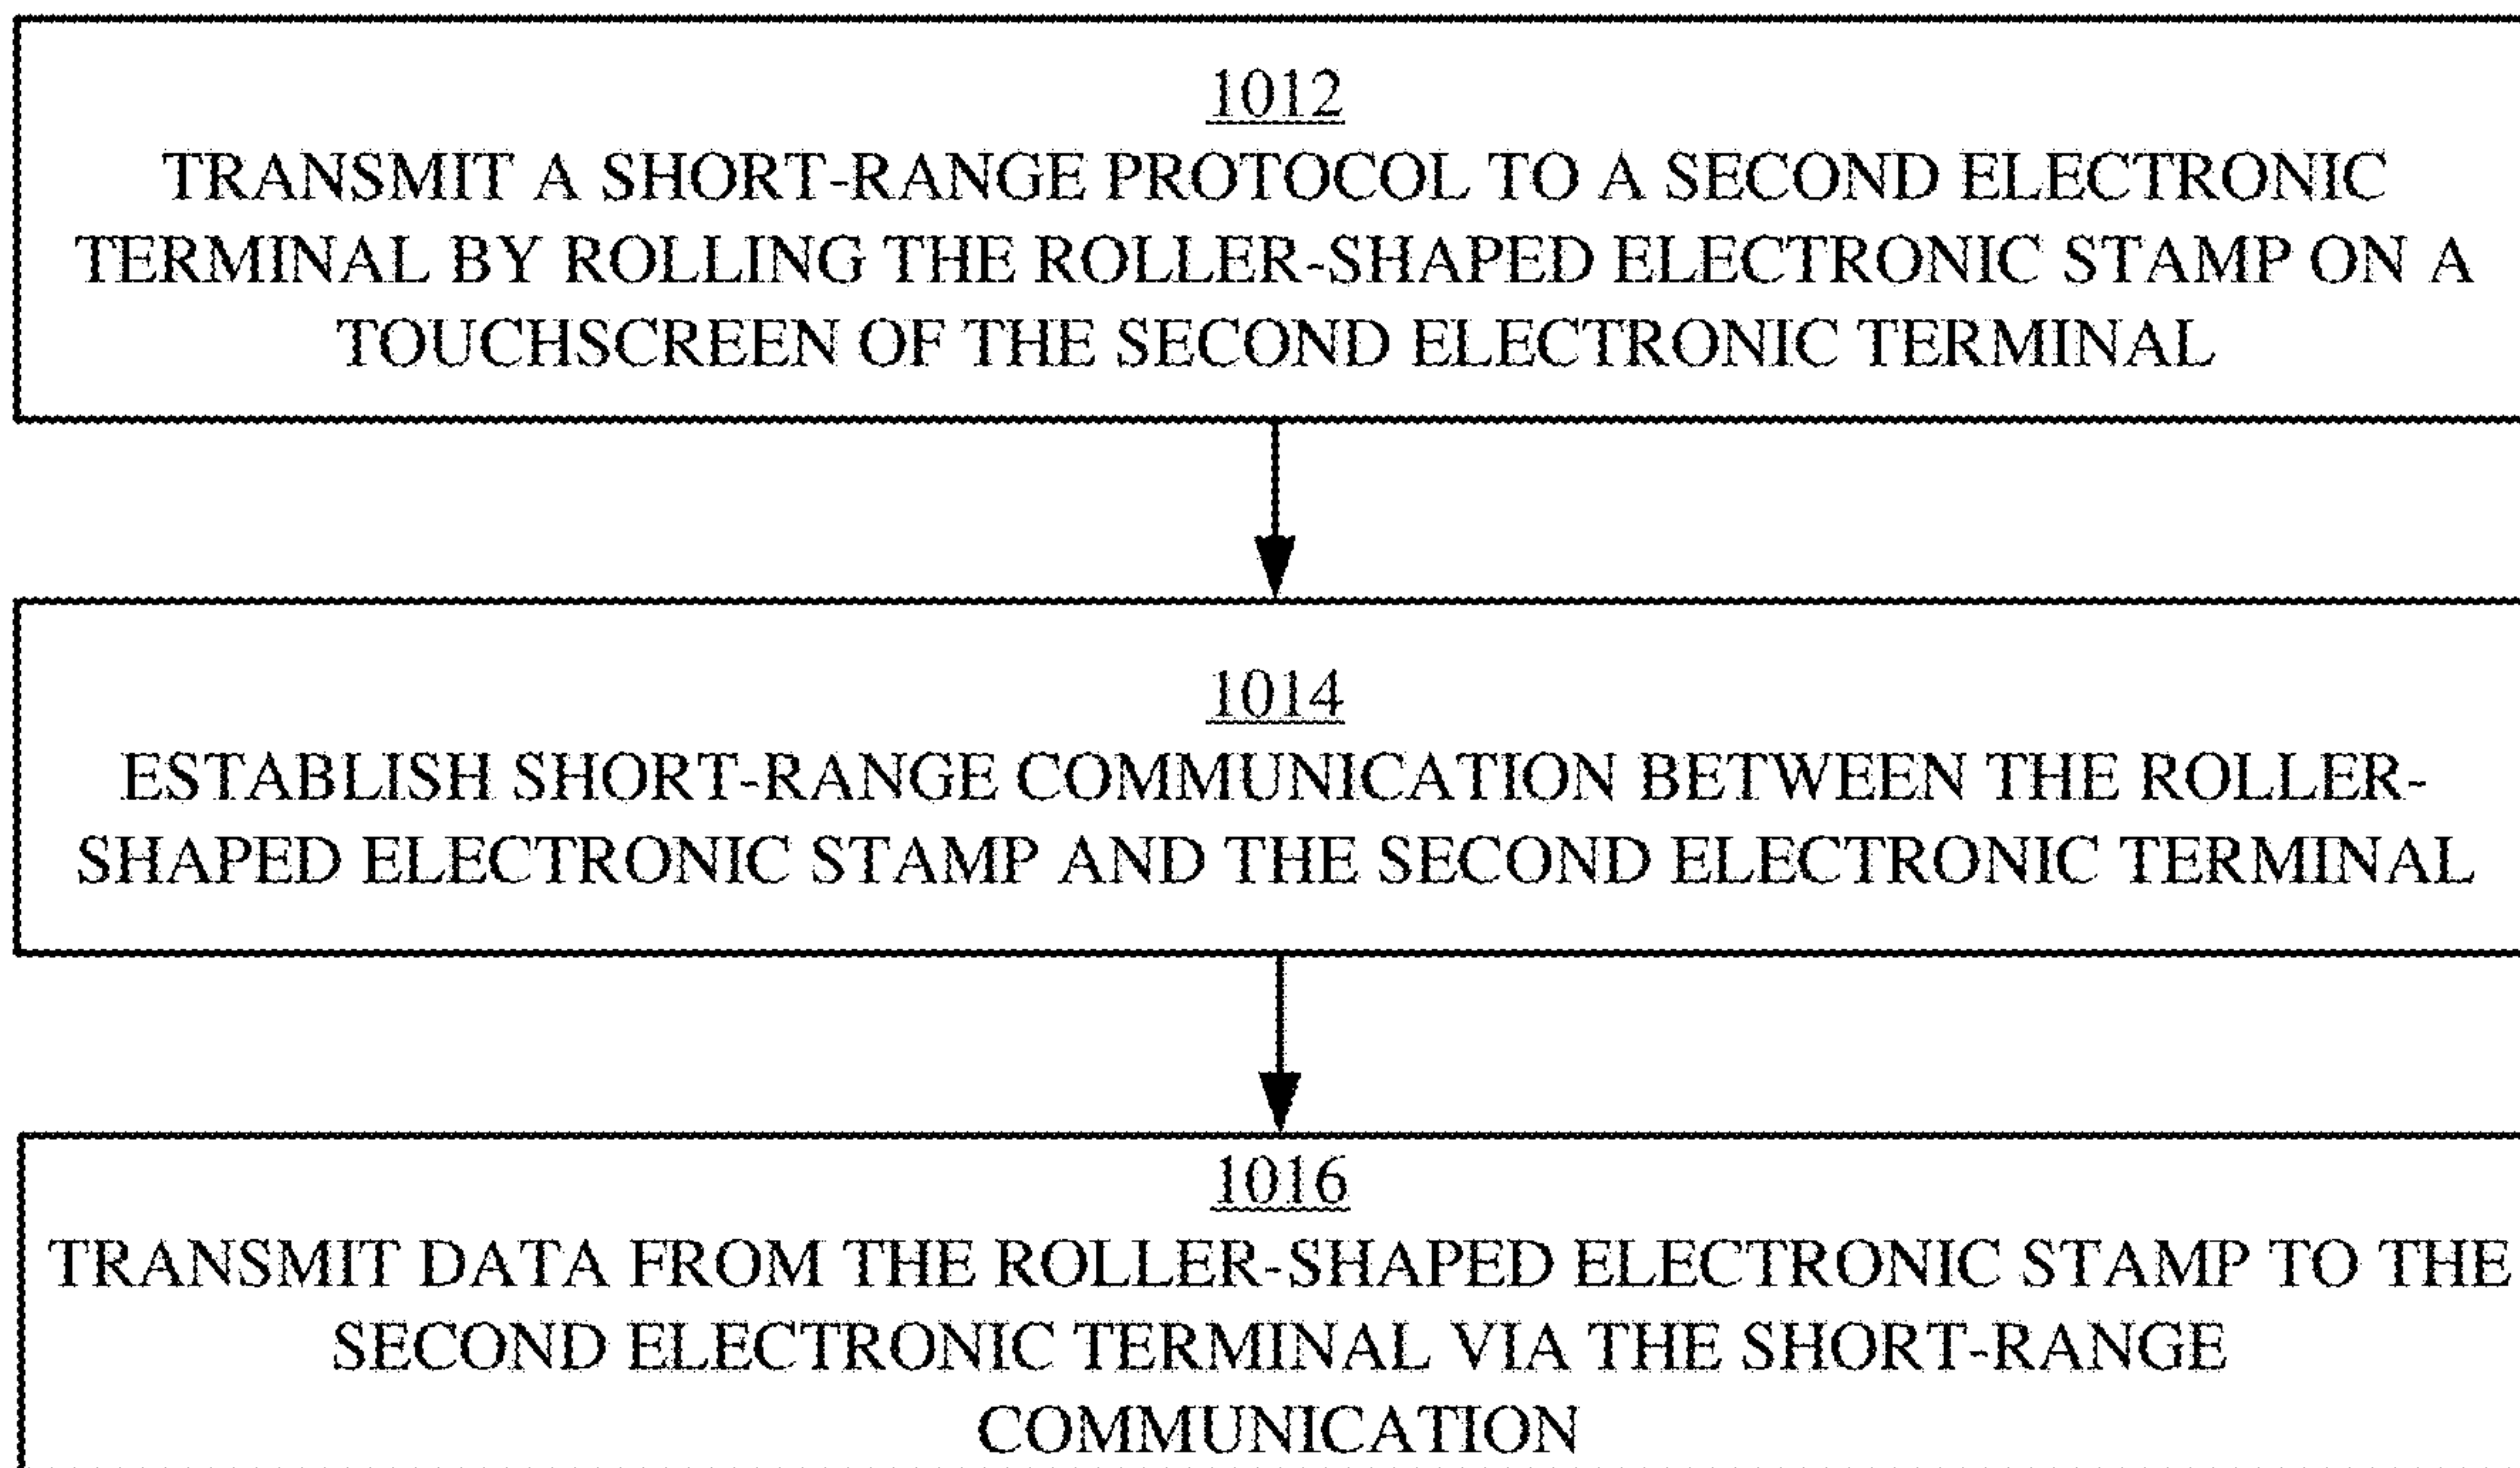 1012
TRANSMIT A SHORT-RANGE PROTOCOL TO A SECOND ELECTRONIC
TERMINAL BY ROLLING THE ROLLER-SHAPED ELECTRONIC STAMP ON A
TOUCHSCREEN OF THE SECOND ELECTRONIC TERMINAL
1014
ESTABLISH SHORT-RANGE COMMUNICATION BETWEEN THE ROLLER-
SHAPED ELECTRONIC STAMP AND THE SECOND ELECTRONIC TERMINAL
1016
TRANSMIT DATA FROM THE ROLLER-SHAPED ELECTRONIC STAMP TO THE
SECOND ELECTRONIC TERMINAL VIA THE SHORT-RANGE
COMMUNICATION